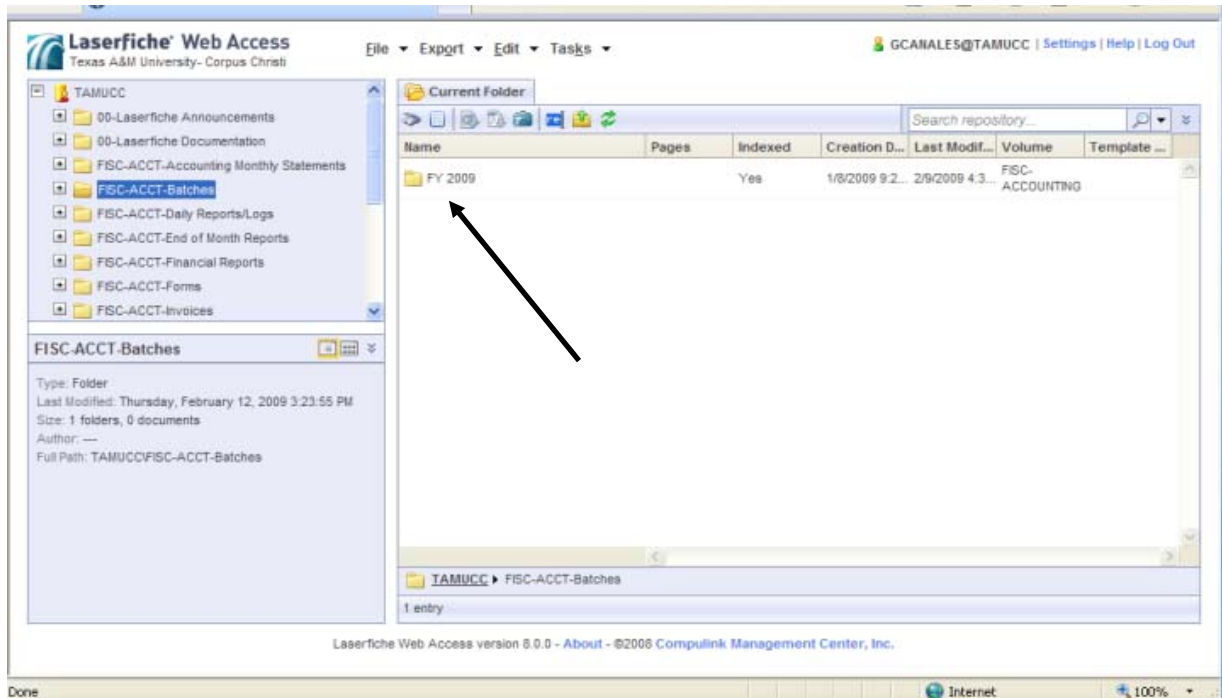 Laserfiche® Web Access
Texas A&M University- Corpus Christi
File Export Edit Tasks
GCANALES@TAMUCC | Settings | Help | Log Out
TAMUCC
00-Laserfiche Announcements
00-Laserfiche Documentation
FISC-ACCT-Accounting Monthly Statements
FISC-ACCT-Batches
FISC-ACCT-Daily Reports/Logs
FISC-ACCT-End of Month Reports
FISC-ACCT-Financial Reports
FISC-ACCT-Forms
FISC-ACCT-Invoices
FISC-ACCT-Batches
Type: Folder
Last Modified: Thursday, February 12, 2009 3:23:55 PM
Size: 1 folders, 0 documents
Author: ---
Full Path: TAMUCC\FISC-ACCT-Batches
Current Folder
Search repository...
Name Pages Indexed Creation D... Last Modif... Volume Template ...
FY 2009 Yes 1/8/2009 9:2... 2/9/2009 4:3... FISC-
ACCOUNTING
TAMUCC FISC-ACCT-Batches
1 entry
Laserfiche Web Access version 8.0.0 - About - ©2008 Compulink Management Center, Inc.
Done Internet 100%